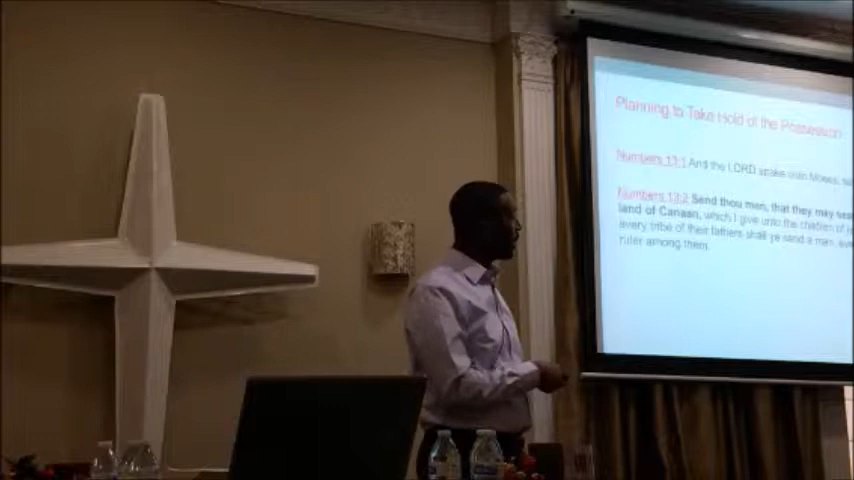 Planning to Take Hold of the Possession
Numbers 13:1 And the LORD spake unto Moses,
Numbers 13:2 Send thou men, that they may
land of Canaan, which I give unto the children of
every tribe of their fathers shall ye send a man,
ruler among them.